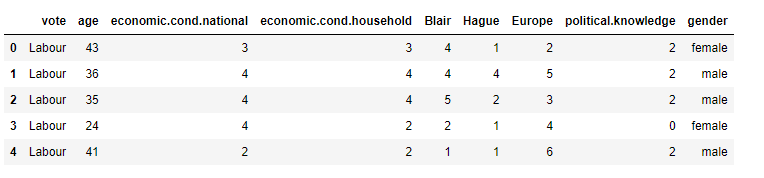 vote age economic.cond.national economic.cond.household Blair Hague Europe political.knowledge gender
0 Labour 43 3 3 4 1 2 2 female
1 Labour 36 4 4 4 4 5 2 male
2 Labour 35 4 4 5 2 3 2 male
3 Labour 24 4 2 2 1 4 0 female
4 Labour 41 2 2 1 1 6 2 male